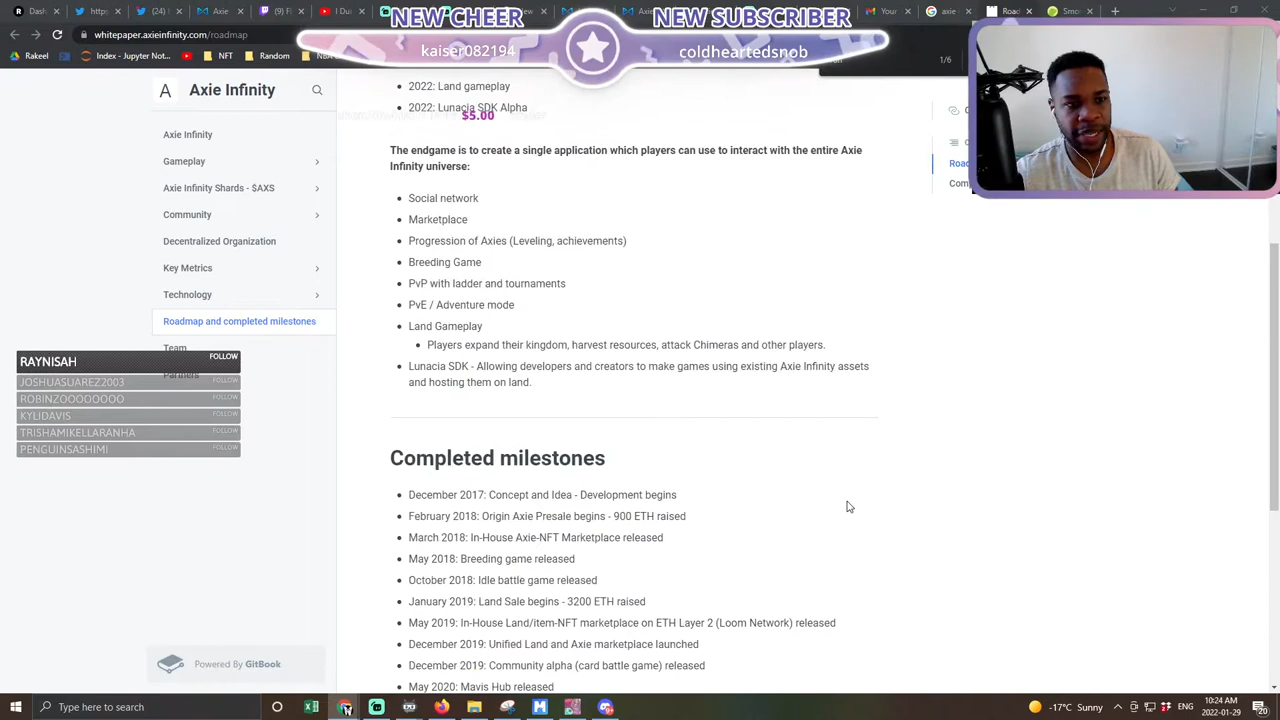 NEW CHEER
NEW SUBSCRIBER
kaiser082194
coldheartedsnob
whitepaper.axieinfinity.com/roadmap
Rakeel
Index - Jupyter Not
NFT
Random
1/6
A
Axie Infinity
Axie Infinity
Gameplay
Axie Infinity Shards - $AXS
Community
Decentralized Organization
Key Metrics
Technology
Roadmap and completed milestones
Team
Partners
RAYNISAH FOLLOW
JOSHUASUAREZ2003 FOLLOW
ROBINZOOOOOOOO FOLLOW
KYLIDAVIS FOLLOW
TRISHAMIKELLARANHA FOLLOW
PENGUINSASHIMI FOLLOW
Powered By GitBook
2022: Land gameplay
2022: Lunacia SDK Alpha
$5.00
The endgame is to create a single application which players can use to interact with the entire Axie
Infinity universe:
Social network
Marketplace
Progression of Axies (Leveling, achievements)
Breeding Game
PvP with ladder and tournaments
PvE / Adventure mode
Land Gameplay
Players expand their kingdom, harvest resources, attack Chimeras and other players.
Lunacia SDK - Allowing developers and creators to make games using existing Axie Infinity assets
and hosting them on land.
Completed milestones
December 2017: Concept and Idea - Development begins
February 2018: Origin Axie Presale begins - 900 ETH raised
March 2018: In-House Axie-NFT Marketplace released
May 2018: Breeding game released
October 2018: Idle battle game released
January 2019: Land Sale begins - 3200 ETH raised
May 2019: In-House Land/item-NFT marketplace on ETH Layer 2 (Loom Network) released
December 2019: Unified Land and Axie marketplace launched
December 2019: Community alpha (card battle game) released
May 2020: Mavis Hub released
Roa
Com
Type here to search
-17°C Sunny
ENG
10:24 AM
2022-01-29